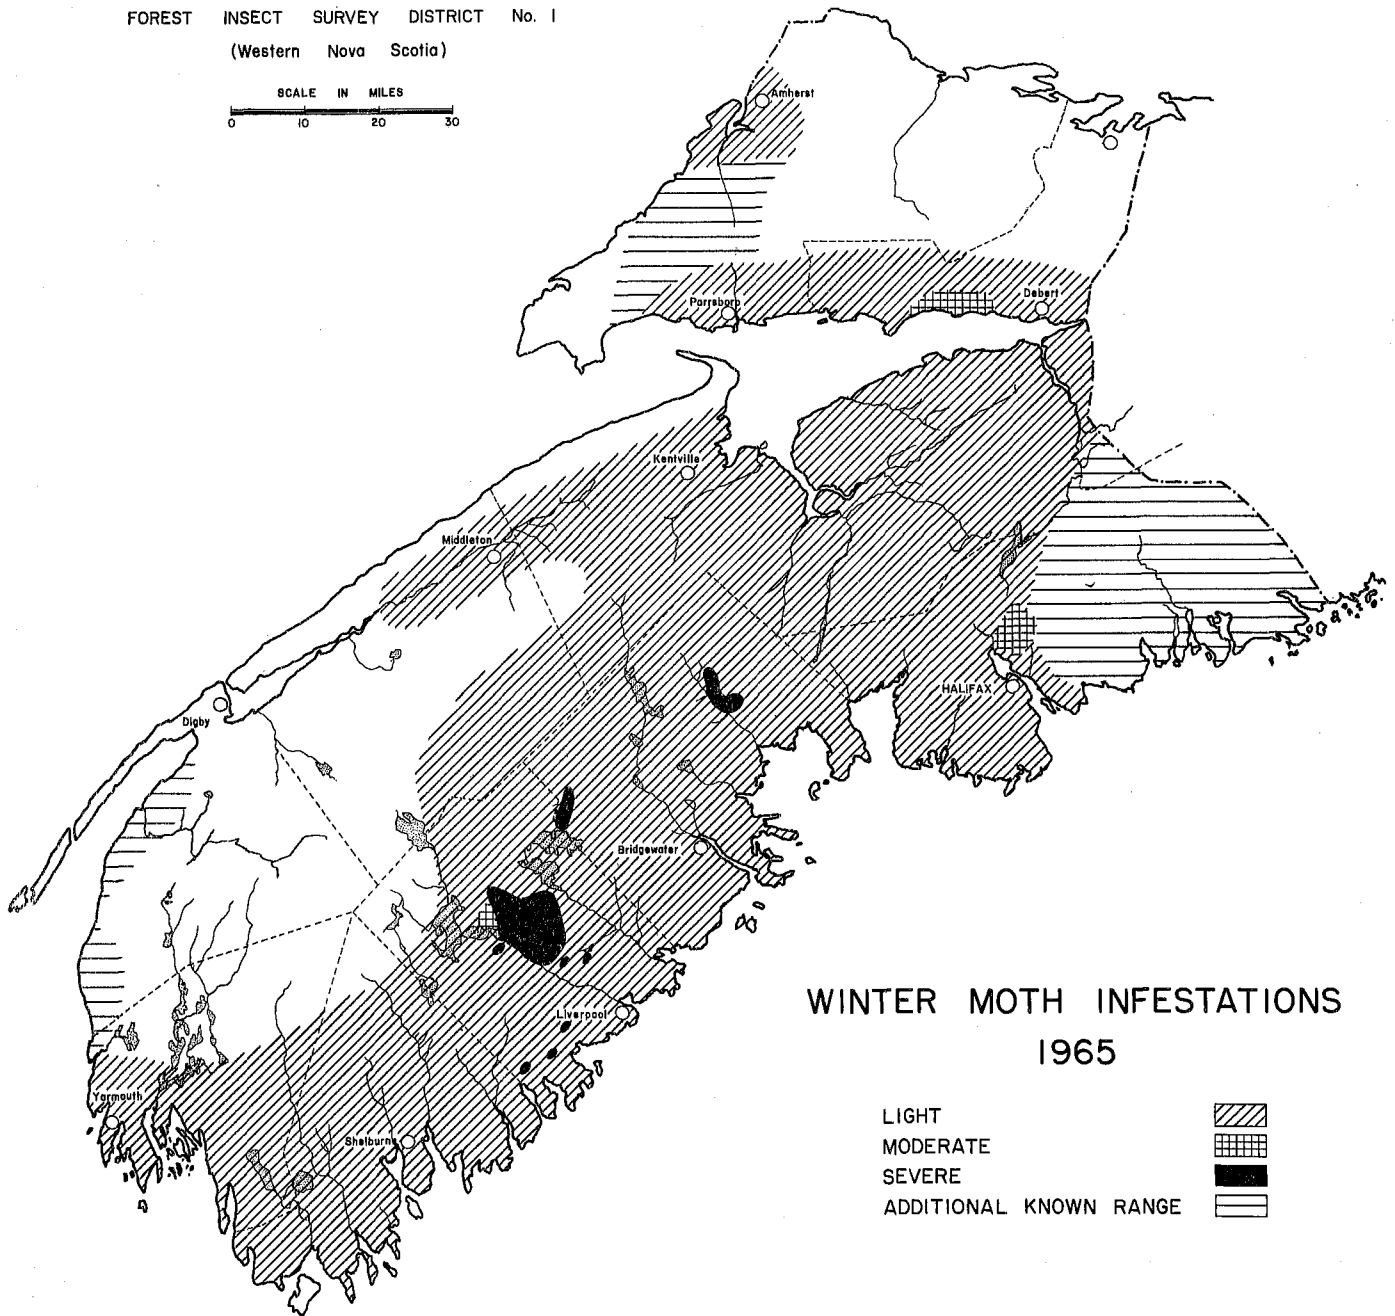 FOREST INSECT SURVEY DISTRICT No. 1
(Western Nova Scotia)
SCALE IN MILES
0 10 20 30
Amherst
Parrsboro
Debert
Kentville
Middleton
Digby
HALIFAX
Bridgewater
Liverpool
Yarmouth
Shelburne
WINTER MOTH INFESTATIONS
1965
LIGHT
MODERATE
SEVERE
ADDITIONAL KNOWN RANGE